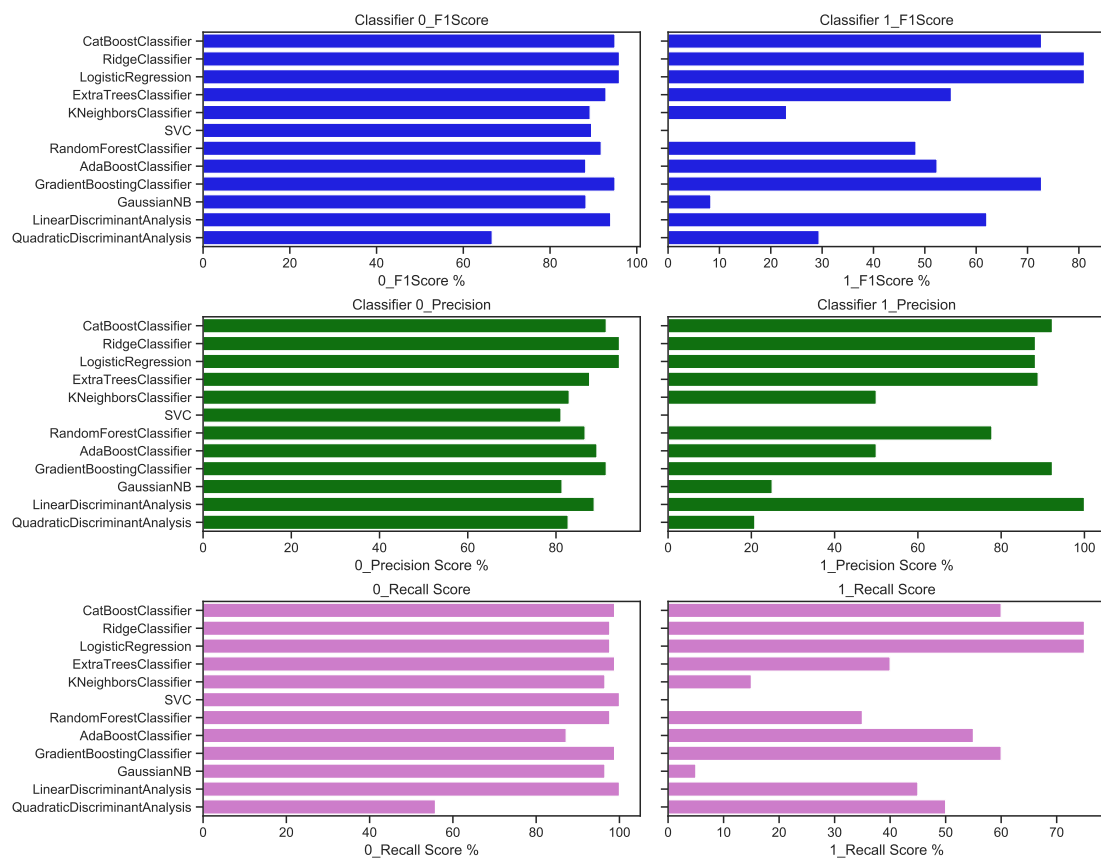 Classifier 0_F1Score
Classifier 1_F1Score
CatBoostClassifier
RidgeClassifier
LogisticRegression
ExtraTreesClassifier
KNeighborsClassifier
SVC
RandomForestClassifier
AdaBoostClassifier
GradientBoostingClassifier
GaussianNB
LinearDiscriminantAnalysis
QuadraticDiscriminantAnalysis
0 20 40 60 80 100
0 10 20 30 40 50 60 70 80
0_F1Score %
1_F1Score %
Classifier 0_Precision
Classifier 1_Precision
CatBoostClassifier
RidgeClassifier
LogisticRegression
ExtraTreesClassifier
KNeighborsClassifier
SVC
RandomForestClassifier
AdaBoostClassifier
GradientBoostingClassifier
GaussianNB
LinearDiscriminantAnalysis
QuadraticDiscriminantAnalysis
0 20 40 60 80
0 20 40 60 80 100
0_Precision Score %
1_Precision Score %
0_Recall Score
1_Recall Score
CatBoostClassifier
RidgeClassifier
LogisticRegression
ExtraTreesClassifier
KNeighborsClassifier
SVC
RandomForestClassifier
AdaBoostClassifier
GradientBoostingClassifier
GaussianNB
LinearDiscriminantAnalysis
QuadraticDiscriminantAnalysis
0 20 40 60 80 100
0 10 20 30 40 50 60 70
0_Recall Score %
1_Recall Score %